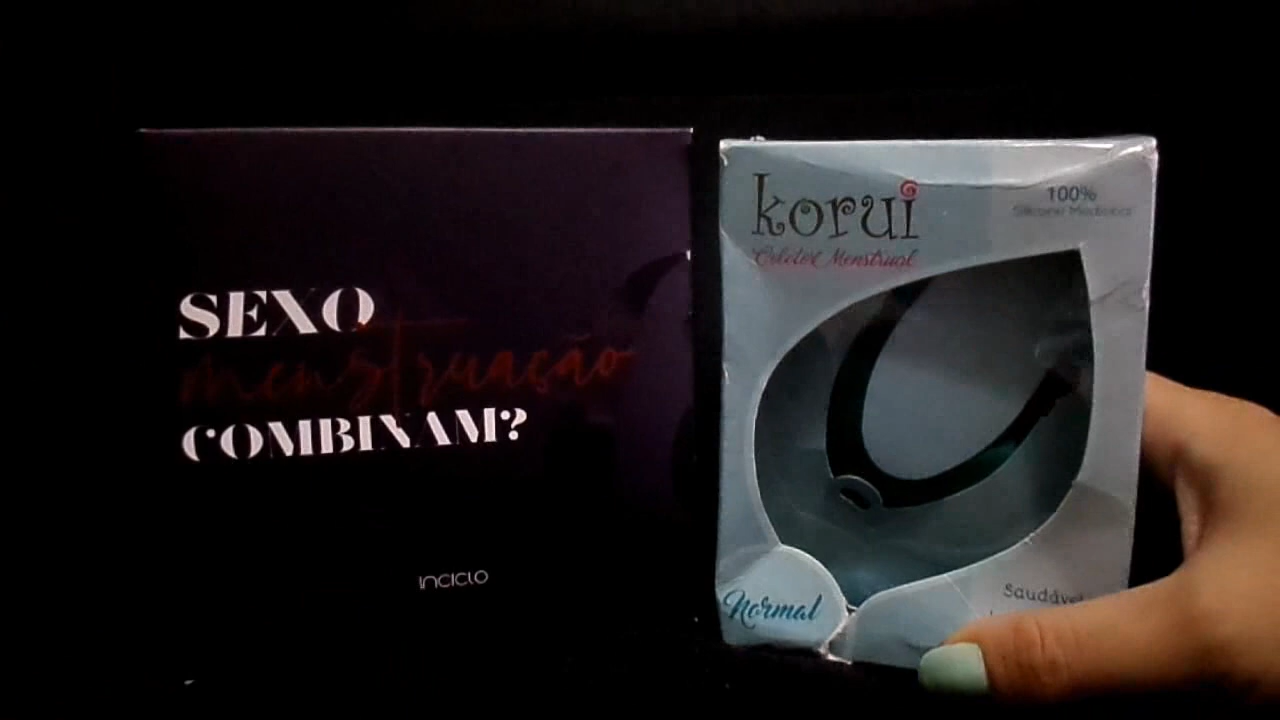 SEXO
menstruação
COMBINAM?
INCICLO
korui
Coletor Menstrual
100%
Silicone Medicinal
Normal
Saudável